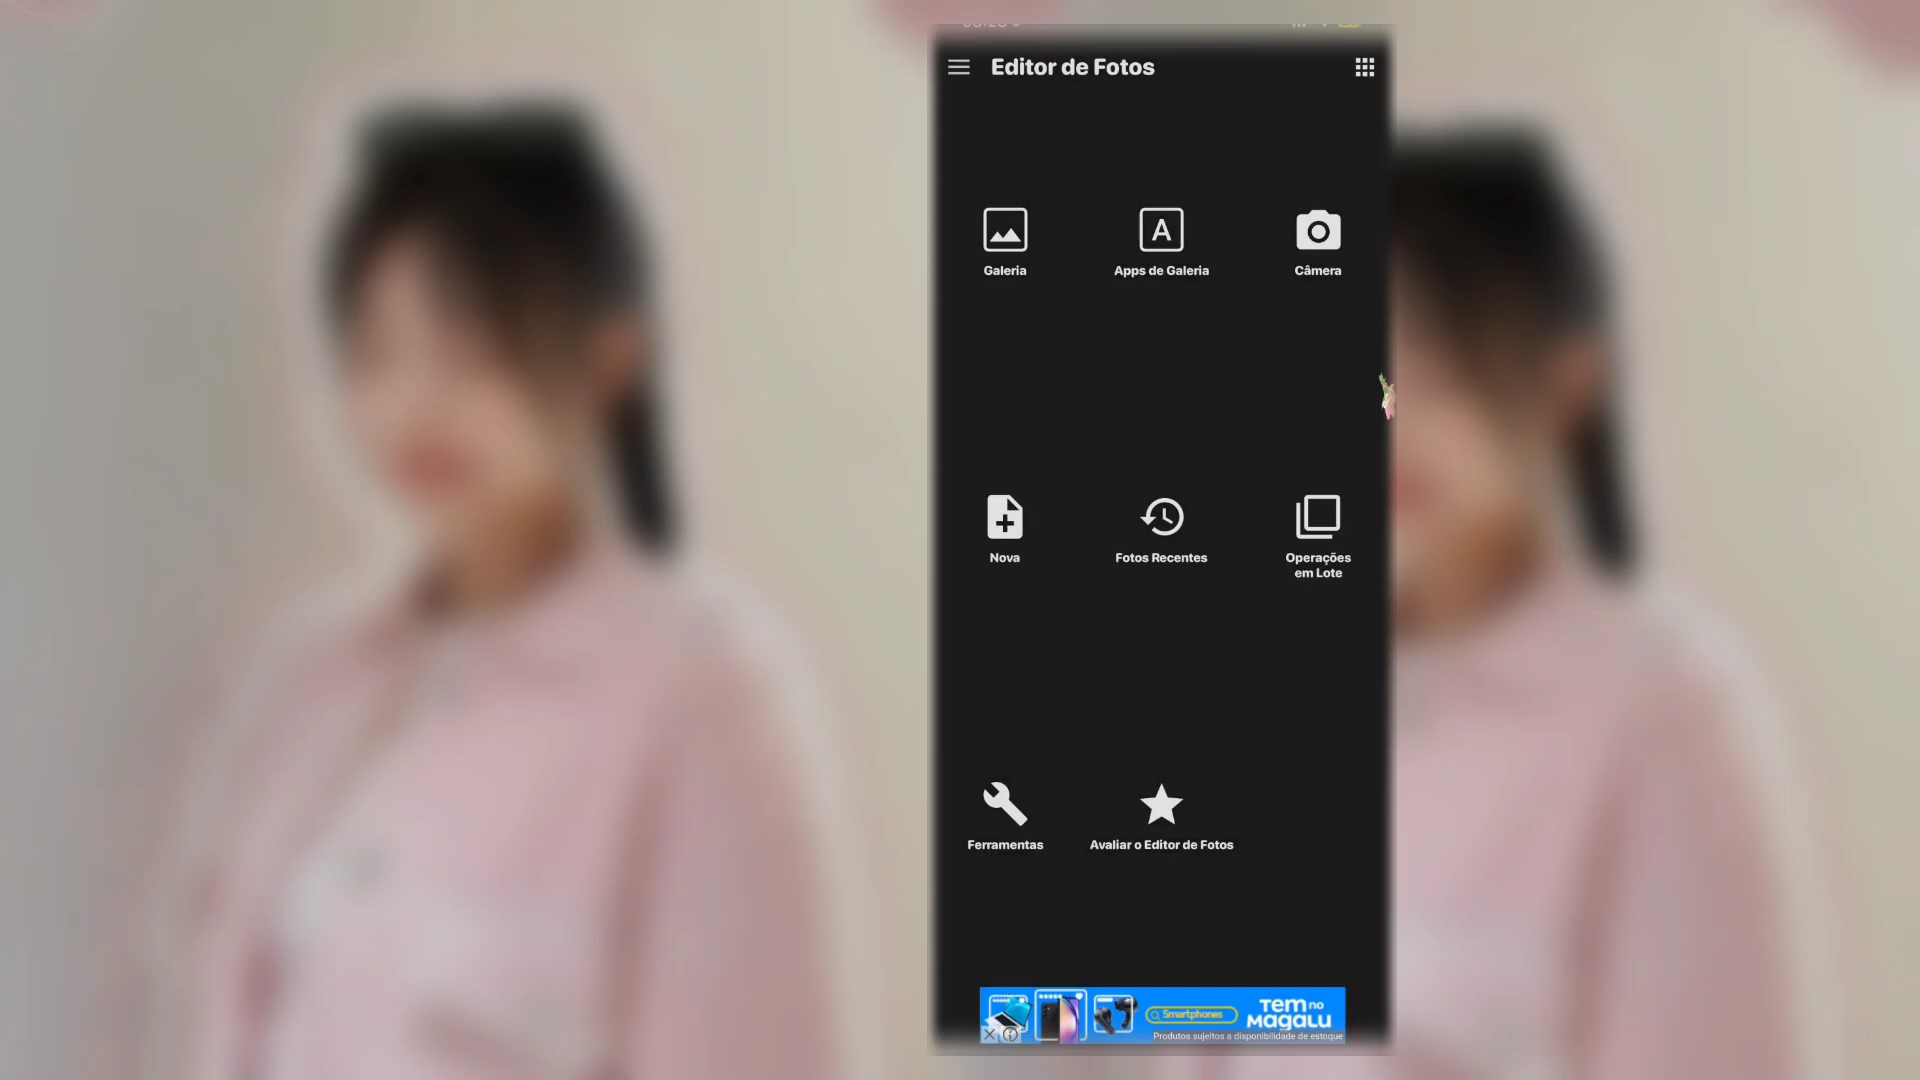 Editor de Fotos
Galeria
Apps de Galeria
Câmera
Nova
Fotos Recentes
Operações
em Lote
Ferramentas
Avaliar o Editor de Fotos
Smartphones
Tem no
Magalu
Produtos sujeitos a disponibilidade de estoque